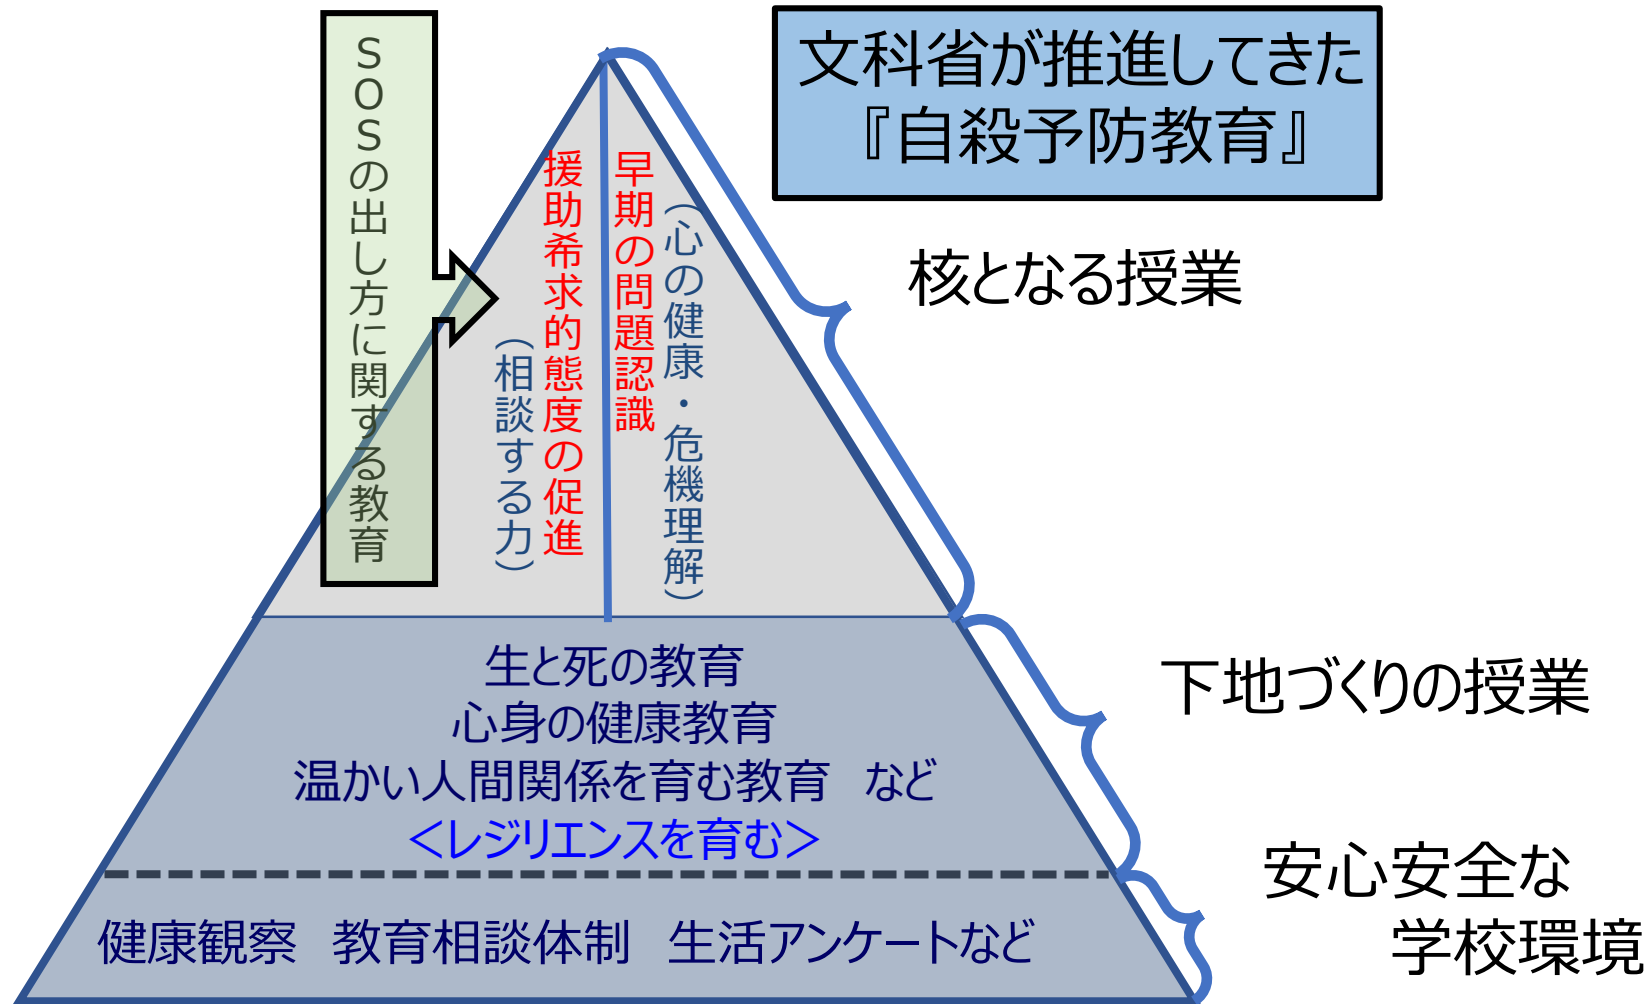 文科省が推進してきた
『自殺予防教育』
SOSの出し方に関する教育
早期の問題認識
（心の健康・危機理解）
援助希求的態度の促進
（相談する力）
核となる授業
生と死の教育
心身の健康教育
温かい人間関係を育む教育　など
＜レジリエンスを育む＞
下地づくりの授業
健康観察　教育相談体制　生活アンケートなど
安心安全な
学校環境